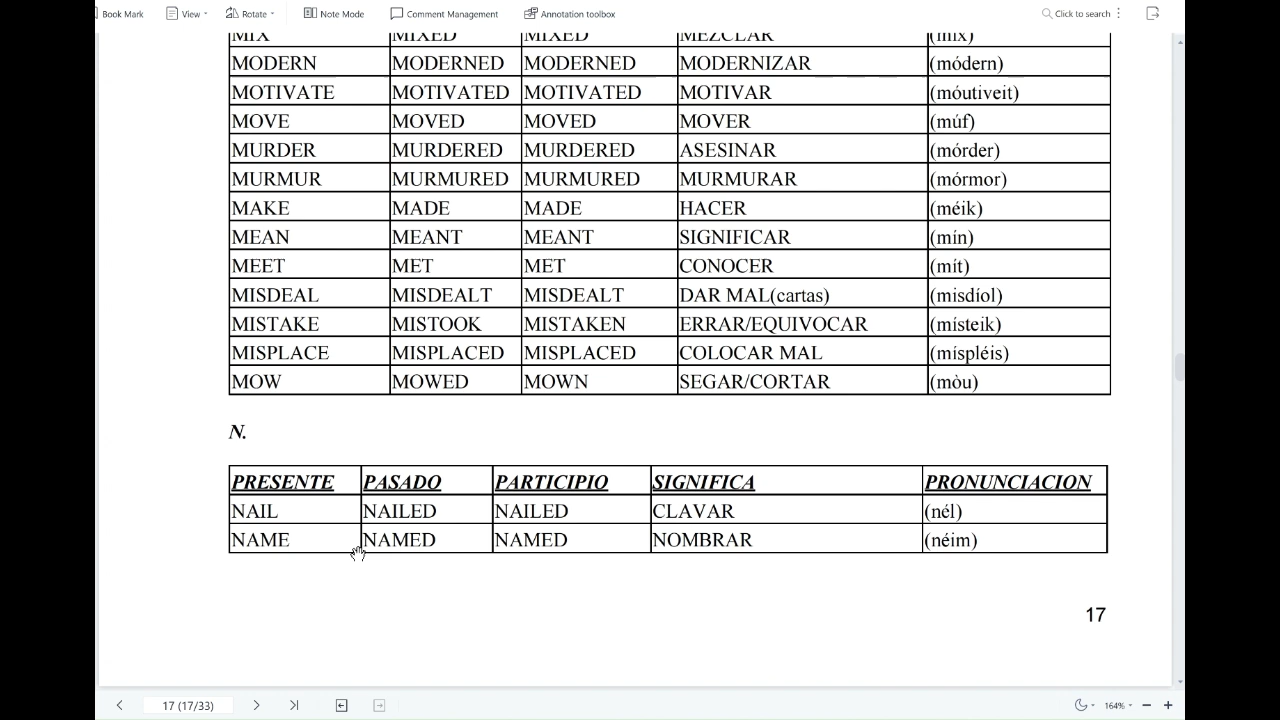 Book Mark View Rotate Note Mode Comment Management Annotation toolbox Click to search
MIX MIXED MIXED MEZCLAR (mix)
MODERN MODERNED MODERNED MODERNIZAR (módern)
MOTIVATE MOTIVATED MOTIVATED MOTIVAR (móutiveit)
MOVE MOVED MOVED MOVER (múf)
MURDER MURDERED MURDERED ASESINAR (mórder)
MURMUR MURMURED MURMURED MURMURAR (mórmor)
MAKE MADE MADE HACER (méik)
MEAN MEANT MEANT SIGNIFICAR (mín)
MEET MET MET CONOCER (mít)
MISDEAL MISDEALT MISDEALT DAR MAL(cartas) (misdíol)
MISTAKE MISTOOK MISTAKEN ERRAR/EQUIVOCAR (místeik)
MISPLACE MISPLACED MISPLACED COLOCAR MAL (míspléis)
MOW MOWED MOWN SEGAR/CORTAR (mòu)
N.
PRESENTE PASADO PARTICIPIO SIGNIFICA PRONUNCIACION
NAIL NAILED NAILED CLAVAR (nél)
NAME NAMED NAMED NOMBRAR (néim)
17
17 (17/33) 164%